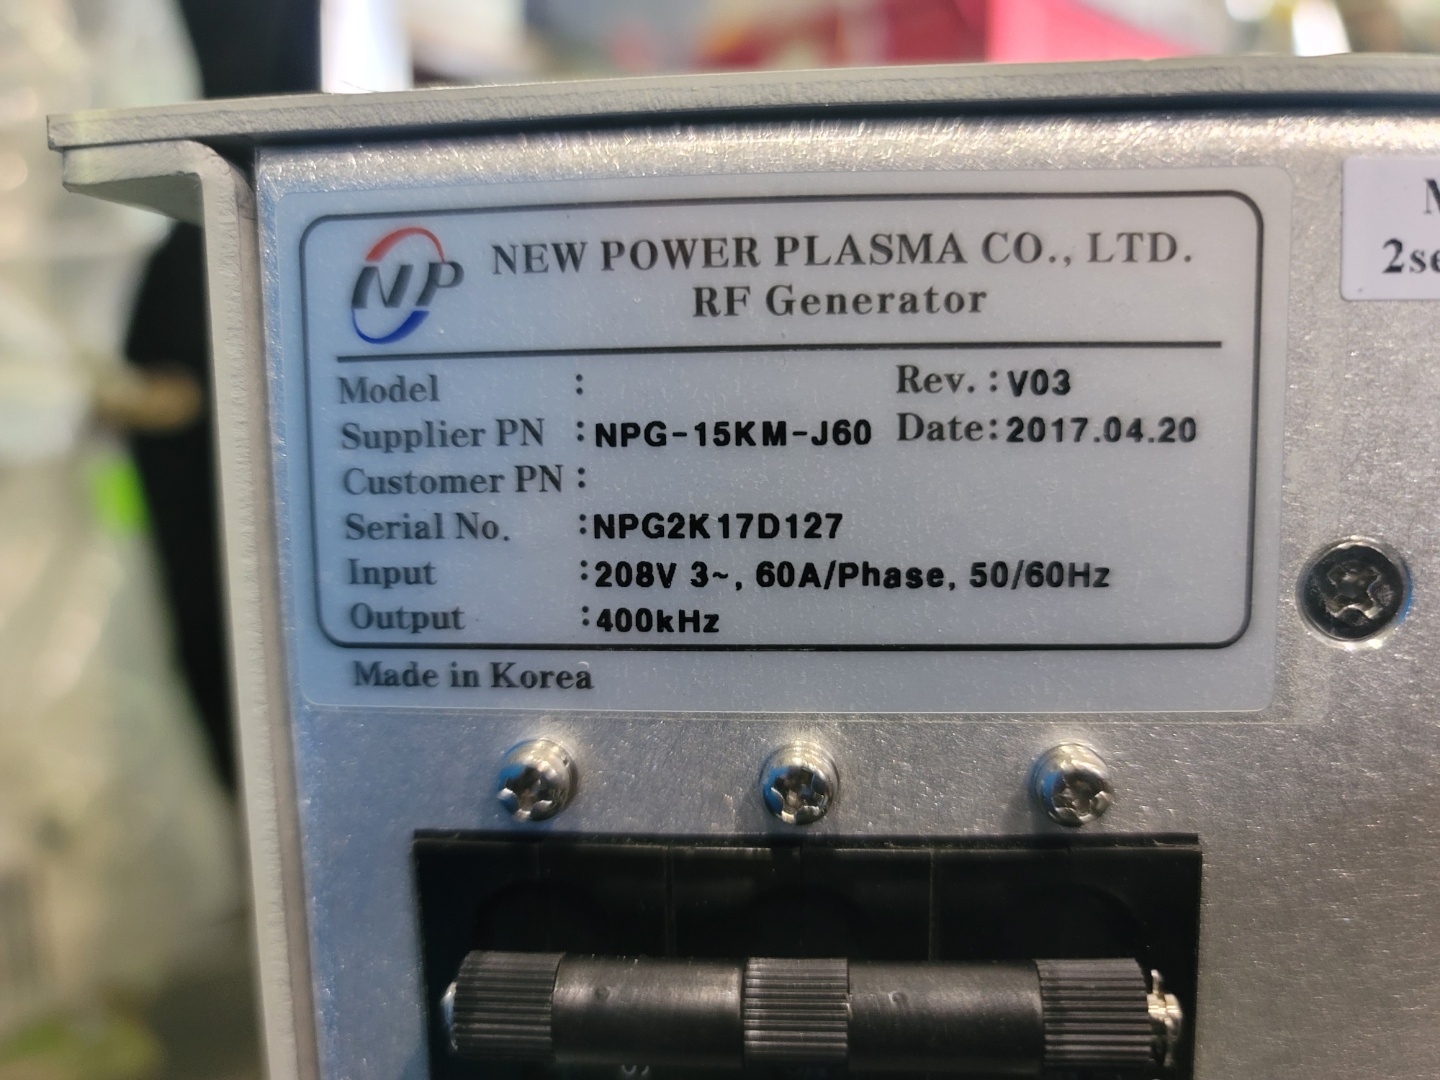 NP NEW POWER PLASMA CO., LTD.
RF Generator
Model :
Rev. : V03
Supplier PN : NPG-15KM-J60
Date: 2017.04.20
Customer PN :
Serial No. :NPG2K17D127
Input :208V 3~, 60A/Phase, 50/60Hz
Output :400kHz
Made in Korea